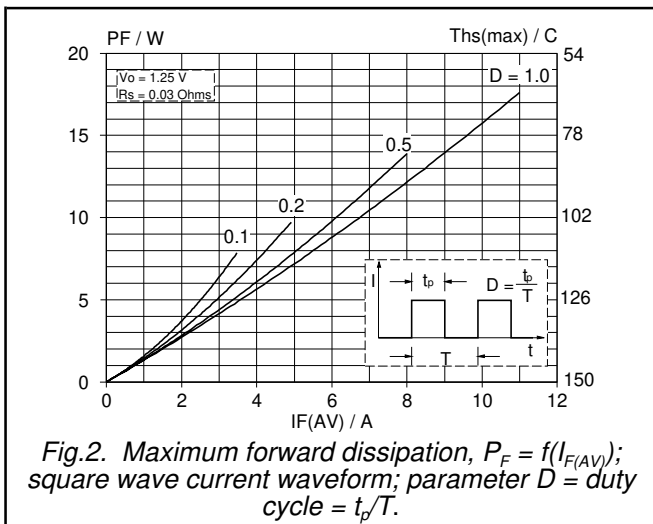 PF / W
Ths(max) / C
20
54
Vo = 1.25 V
Rs = 0.03 Ohms
D = 1.0
15
78
0.5
0.2
10
102
0.1
I
tp
D = tp/T
5
126
T
t
0
150
0
2
4
6
8
10
12
IF(AV) / A
Fig.2. Maximum forward dissipation, PF = f(IF(AV));
square wave current waveform; parameter D = duty
cycle = tp/T.